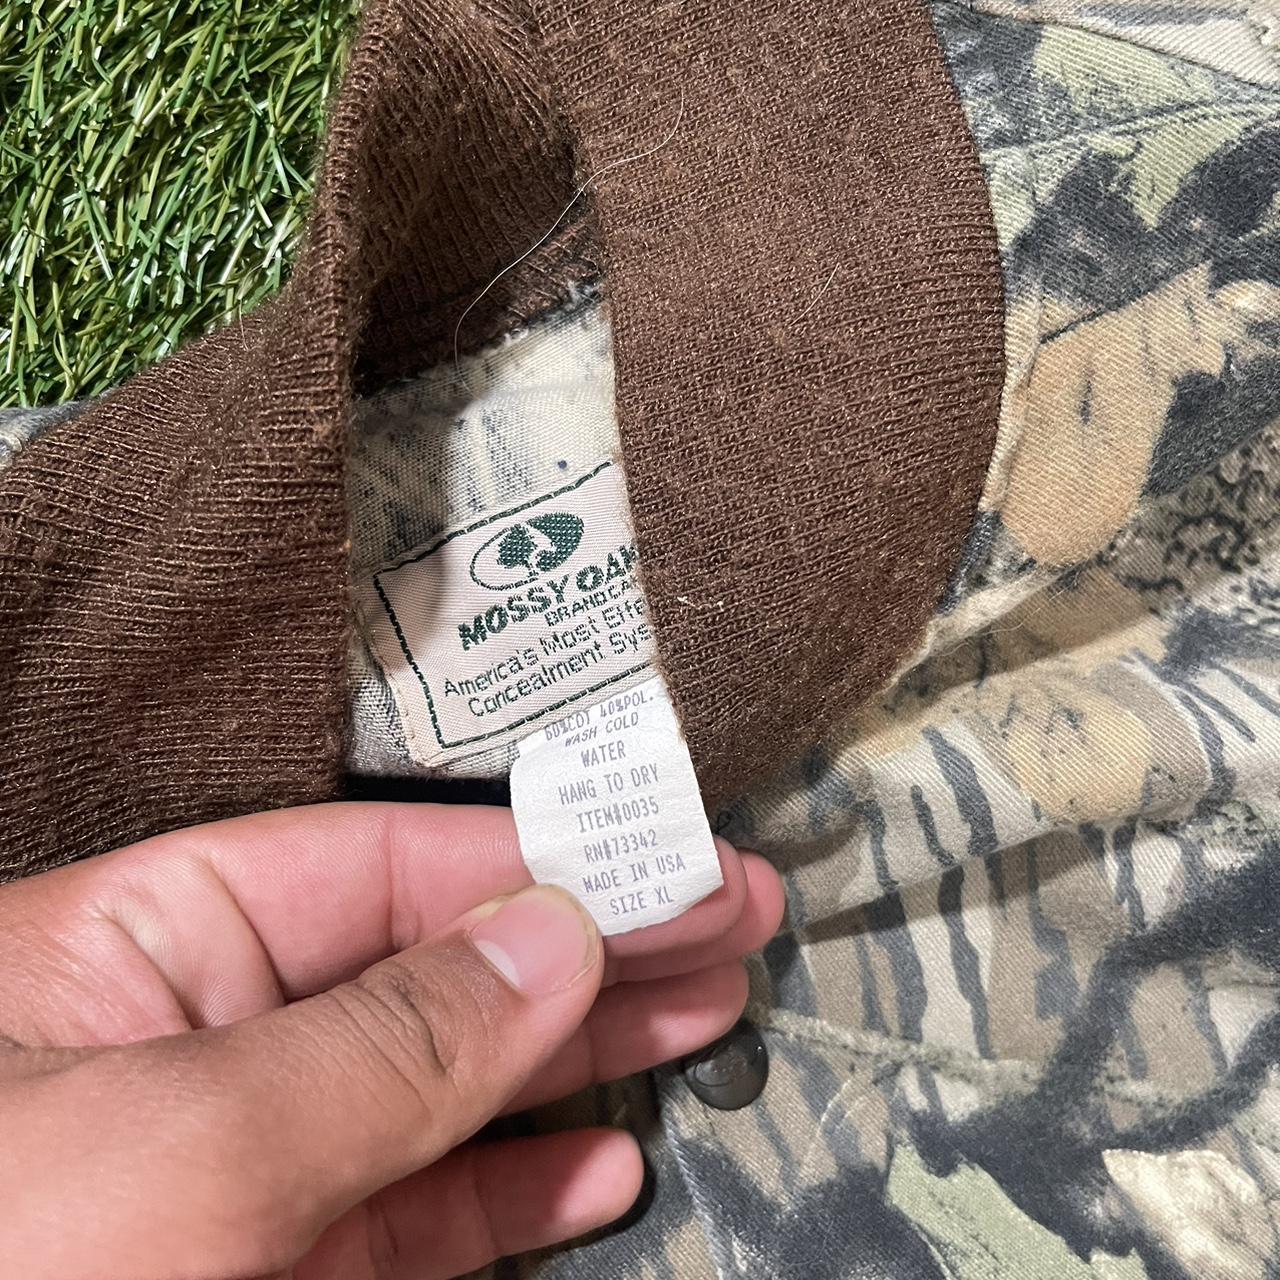 MOSSY OAK
BRAND CA
America's Most Effe
Concealment Sys
60%COT 40%POL.
WASH COLD
WATER
HANG TO DRY
ITEM#0035
RN#73342
MADE IN USA
SIZE XL